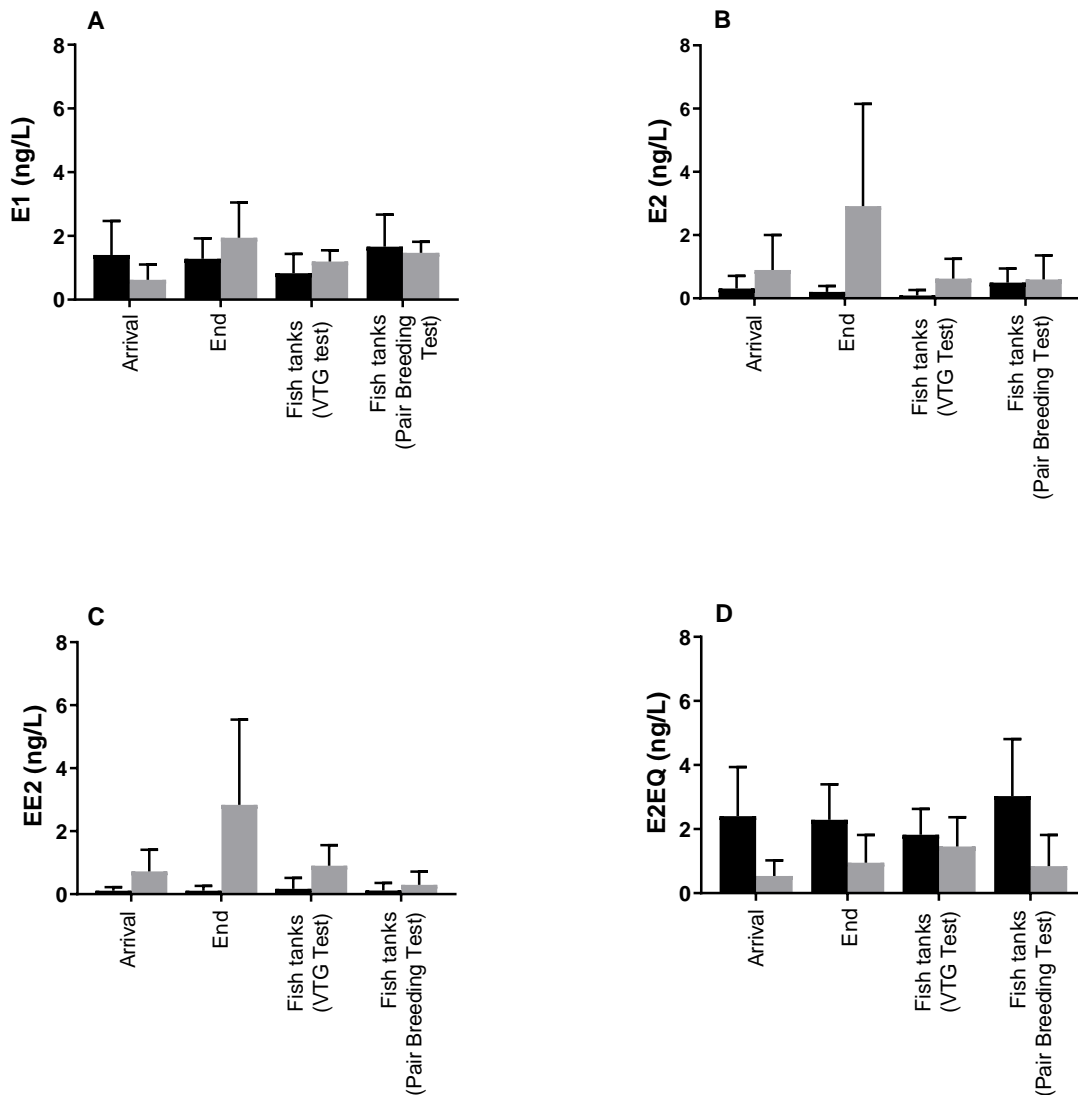 A
8
6
4
2
0
E1 (ng/L)
Arrival
End
Fish tanks
(VTG test)
Fish tanks
(Pair Breeding
Test)
B
8
6
4
2
0
E2 (ng/L)
Arrival
End
Fish tanks
(VTG Test)
Fish tanks
(Pair Breeding Test)
C
8
6
4
2
0
EE2 (ng/L)
Arrival
End
Fish tanks
(VTG Test)
Fish tanks
(Pair Breeding Test)
D
8
6
4
2
0
E2EQ (ng/L)
Arrival
End
Fish tanks
(VTG Test)
Fish tanks
(Pair Breeding Test)